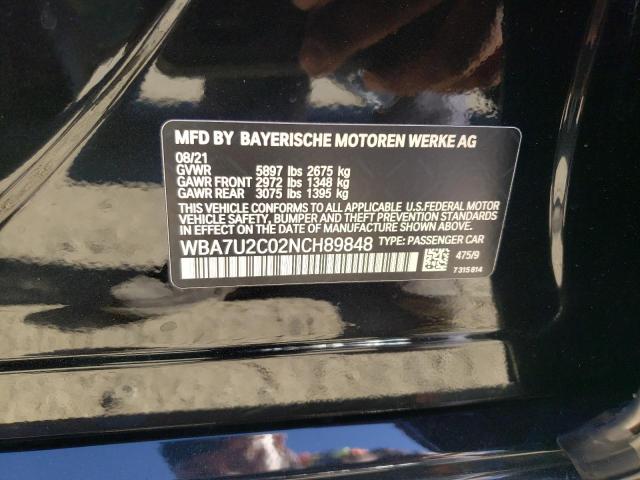 MFD BY BAYERISCHE MOTOREN WERKE AG
08/21
GVWR 5897 lbs 2675 kg
GAWR FRONT 2972 lbs 1348 kg
GAWR REAR 3075 lbs 1395 kg
THIS VEHICLE CONFORMS TO ALL APPLICABLE U.S.FEDERAL MOTOR
VEHICLE SAFETY, BUMPER AND THEFT PREVENTION STANDARDS
IN EFFECT ON THE DATE OF MANUFACTURE SHOWN ABOVE.
WBA7U2C02NCH89848 TYPE: PASSENGER CAR
475/9
7315814